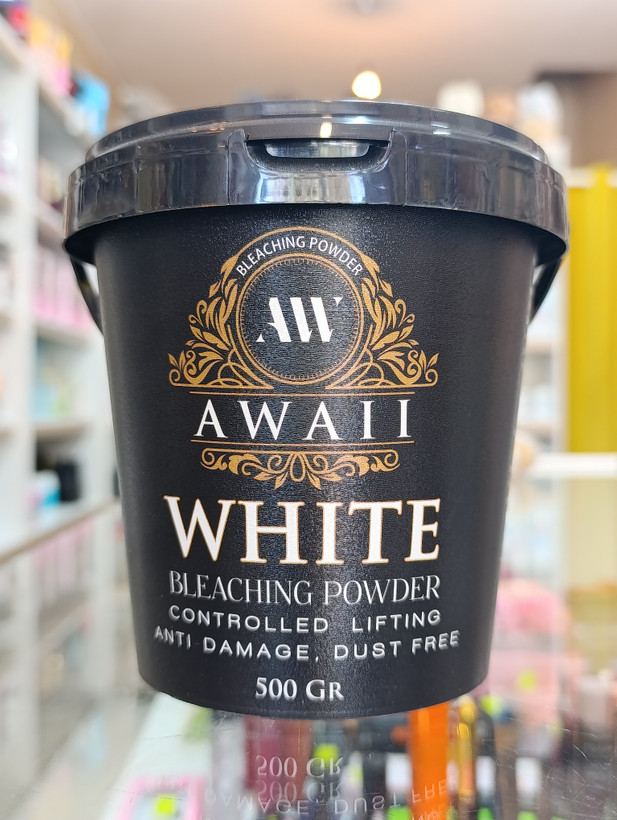 BLEACHING POWDER
AW
AWAII
WHITE
BLEACHING POWDER
CONTROLLED LIFTING
ANTI DAMAGE, DUST FREE
500 GR